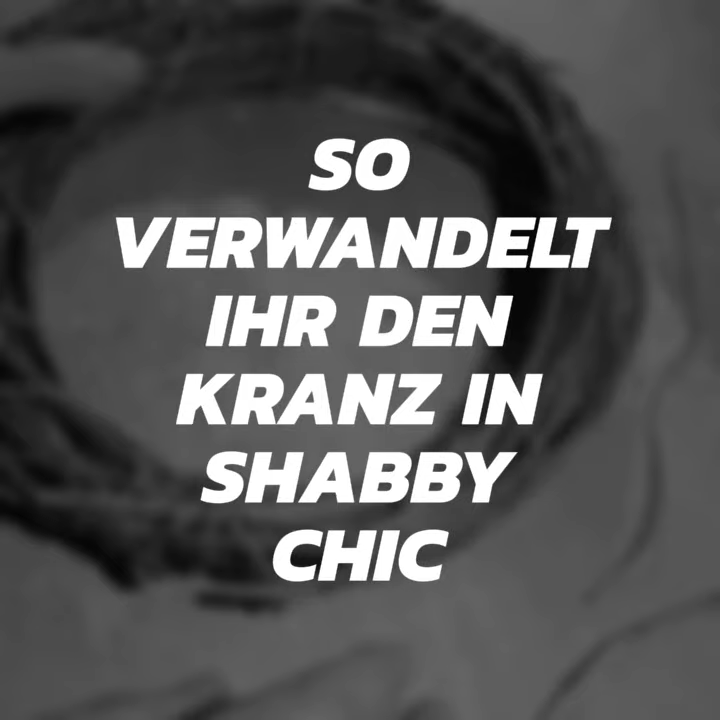 SO
VERWANDELT
IHR DEN
KRANZ IN
SHABBY
CHIC